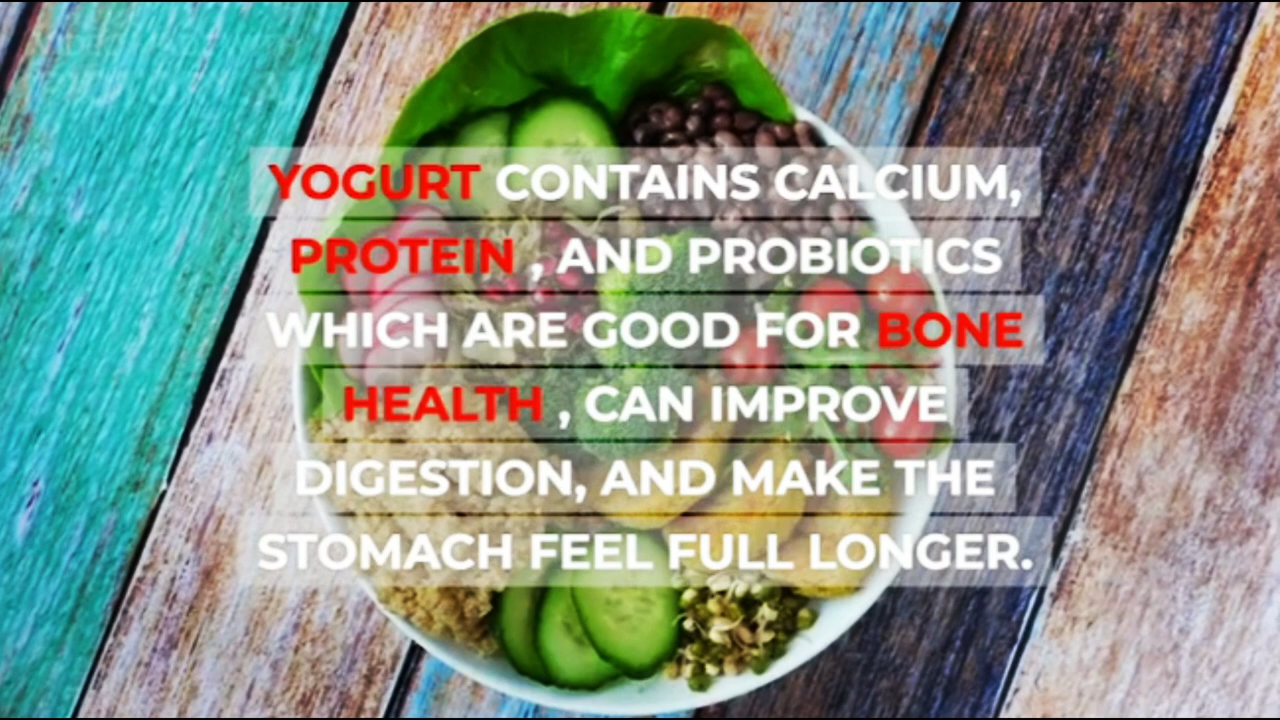 YOGURT CONTAINS CALCIUM,
PROTEIN , AND PROBIOTICS
WHICH ARE GOOD FOR BONE
HEALTH , CAN IMPROVE
DIGESTION, AND MAKE THE
STOMACH FEEL FULL LONGER.